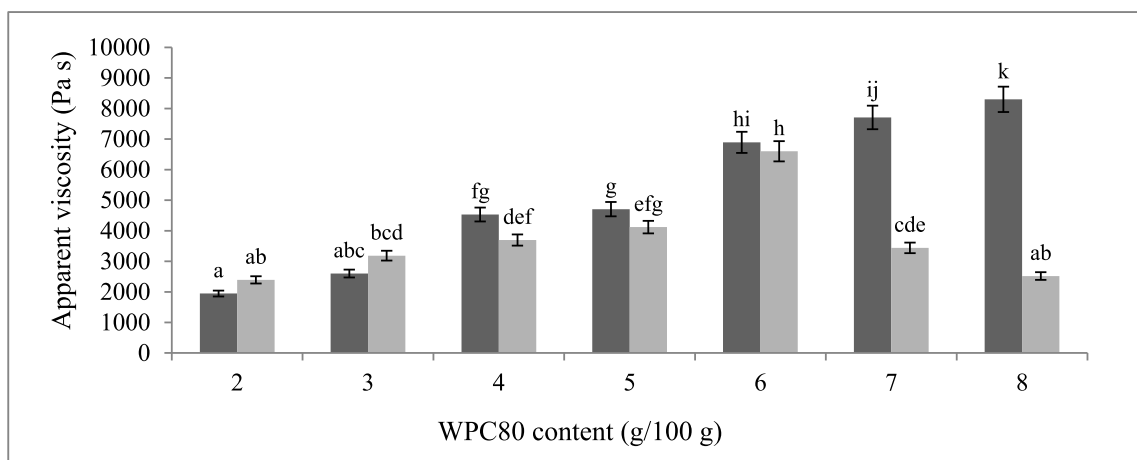 Apparent viscosity (Pa s)
10000
9000
8000
7000
6000
5000
4000
3000
2000
1000
0
a
ab
abc
bcd
fg
def
g
efg
hi
h
ij
cde
k
ab
2 3 4 5 6 7 8
WPC80 content (g/100 g)